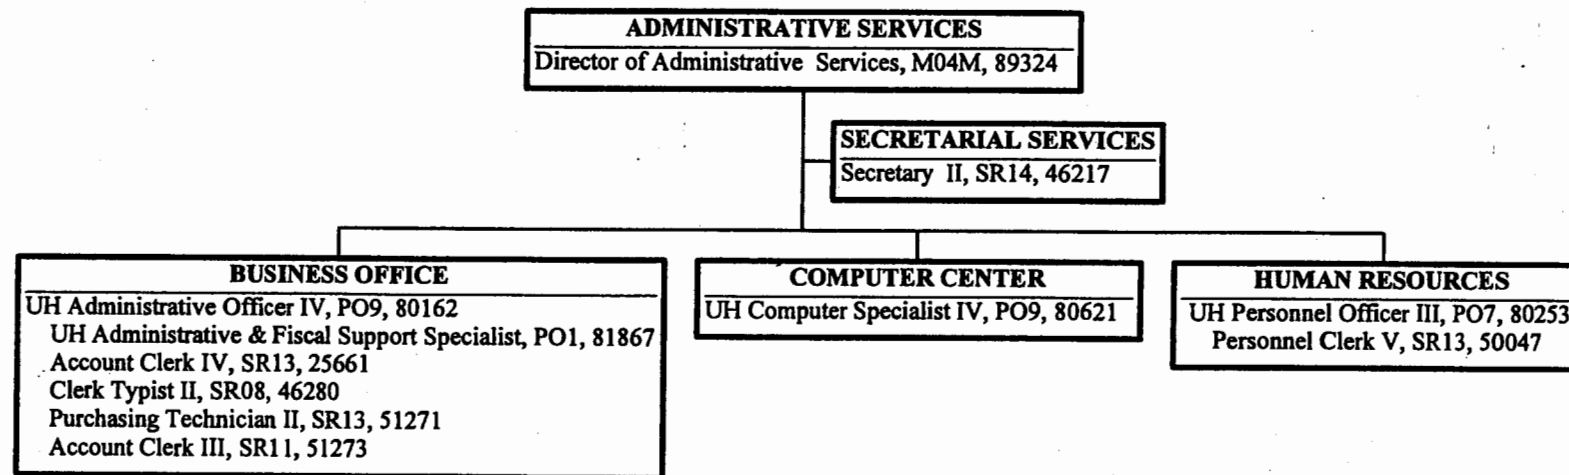 ADMINISTRATIVE SERVICES
Director of Administrative Services, M04M, 89324
SECRETARIAL SERVICES
Secretary II, SR14, 46217
BUSINESS OFFICE
UH Administrative Officer IV, PO9, 80162
UH Administrative & Fiscal Support Specialist, PO1, 81867
Account Clerk IV, SR13, 25661
Clerk Typist II, SR08, 46280
Purchasing Technician II, SR13, 51271
Account Clerk III, SR11, 51273
COMPUTER CENTER
UH Computer Specialist IV, PO9, 80621
HUMAN RESOURCES
UH Personnel Officer III, PO7, 80253
Personnel Clerk V, SR13, 50047